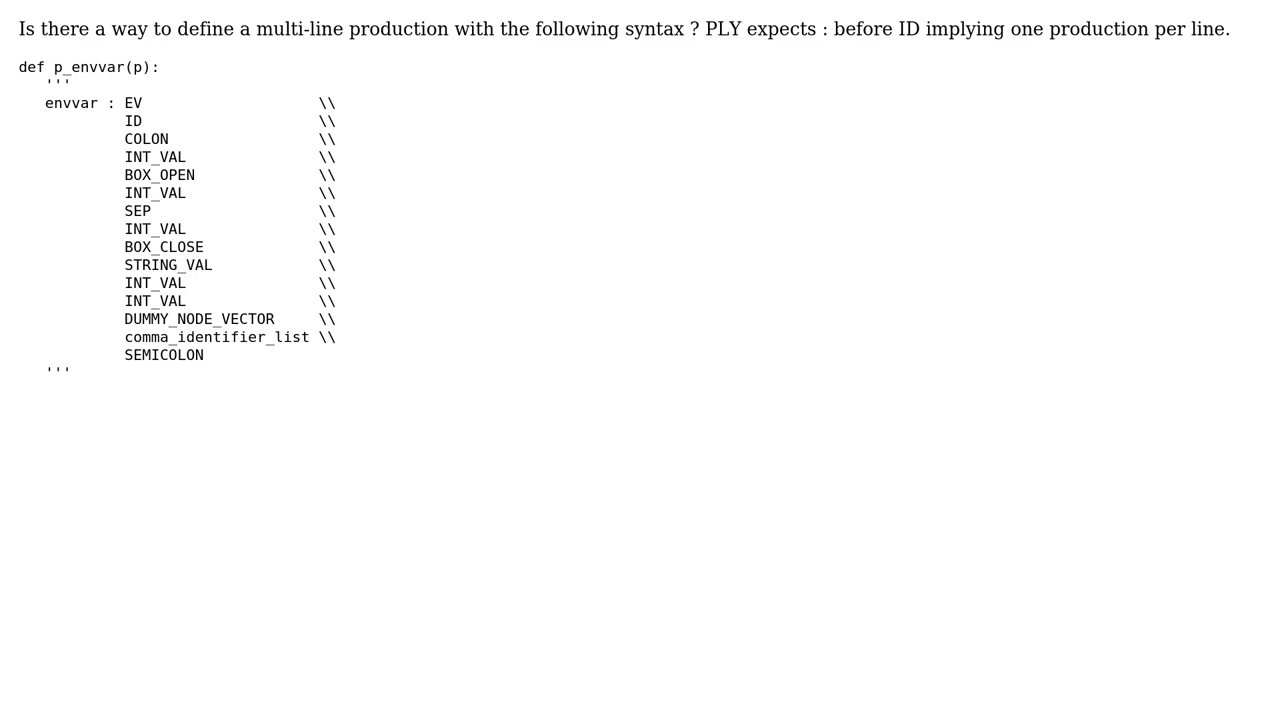 Is there a way to define a multi-line production with the following syntax ? PLY expects : before ID implying one production per line.
def p_envvar(p):
   '''
   envvar : EV                    \\
            ID                    \\
            COLON                 \\
            INT_VAL               \\
            BOX_OPEN              \\
            INT_VAL               \\
            SEP                   \\
            INT_VAL               \\
            BOX_CLOSE             \\
            STRING_VAL            \\
            INT_VAL               \\
            INT_VAL               \\
            DUMMY_NODE_VECTOR     \\
            comma_identifier_list \\
            SEMICOLON
   '''